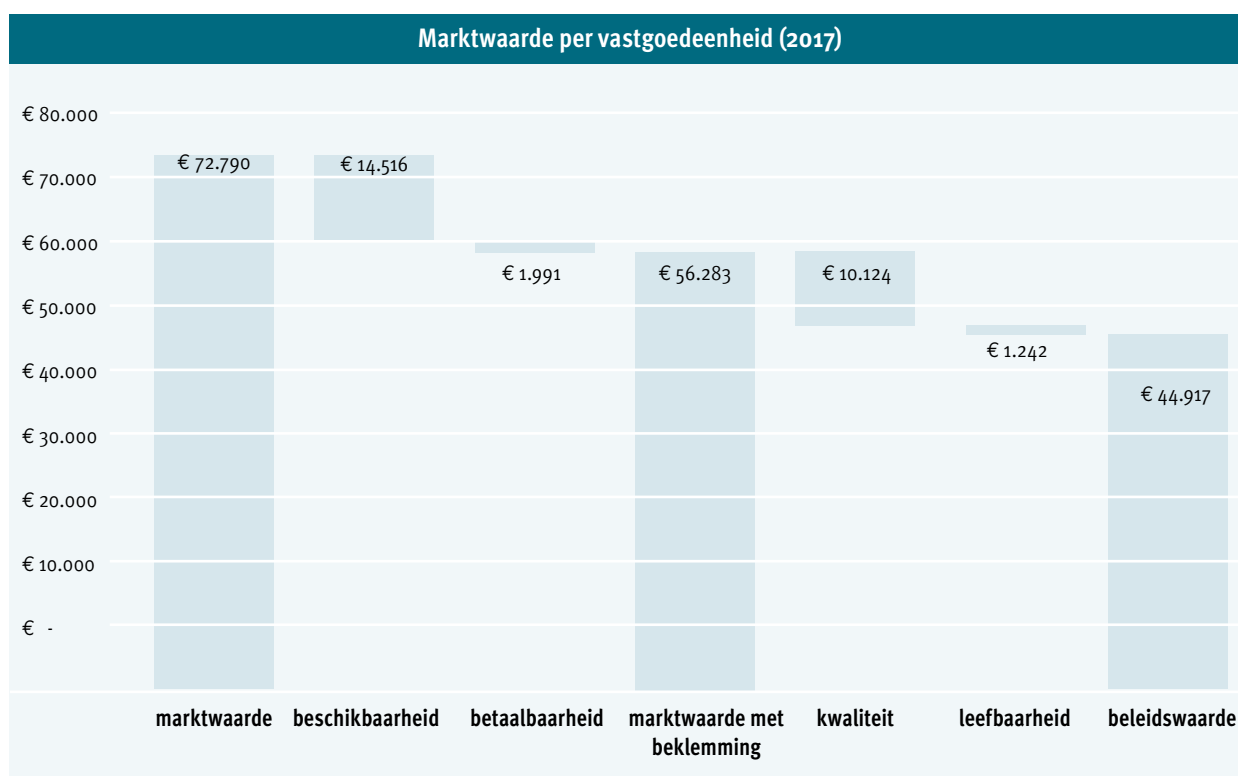 Marktwaarde per vastgoedeenheid (2017)
€ 80.000
€ 70.000
€ 60.000
€ 50.000
€ 40.000
€ 30.000
€ 20.000
€ 10.000
€ -
€ 72.790
€ 14.516
€ 1.991
€ 56.283
€ 10.124
€ 1.242
€ 44.917
marktwaarde
beschikbaarheid
betaalbaarheid
marktwaarde met
beklemming
kwaliteit
leefbaarheid
beleidswaarde